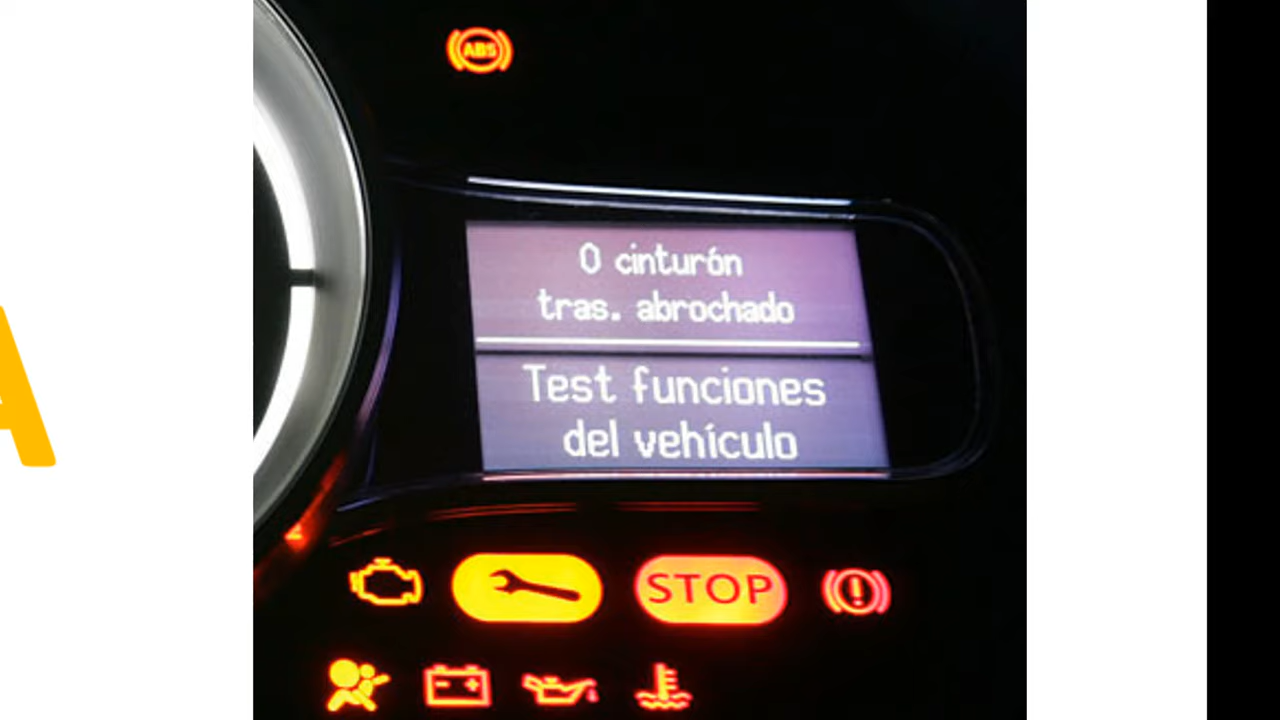 A
ABS
0 cinturón
tras. abrochado
Test funciones
del vehículo
STOP